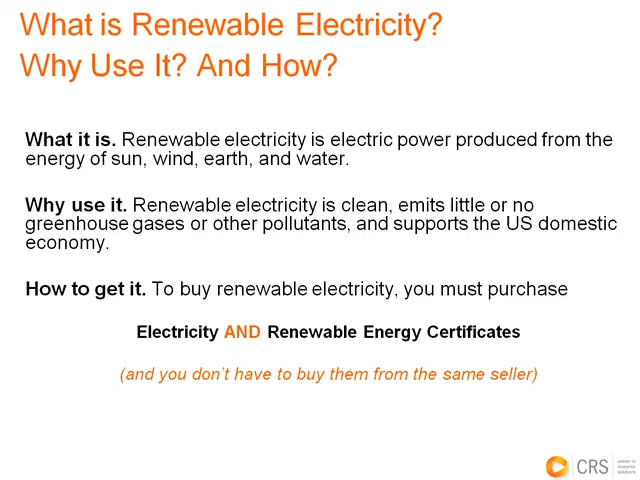 What is Renewable Electricity?
Why Use It? And How?
What it is. Renewable electricity is electric power produced from the
energy of sun, wind, earth, and water.
Why use it. Renewable electricity is clean, emits little or no
greenhouse gases or other pollutants, and supports the US domestic
economy.
How to get it. To buy renewable electricity, you must purchase
Electricity AND Renewable Energy Certificates
(and you don't have to buy them from the same seller)
CRS
center for
resource
solutions